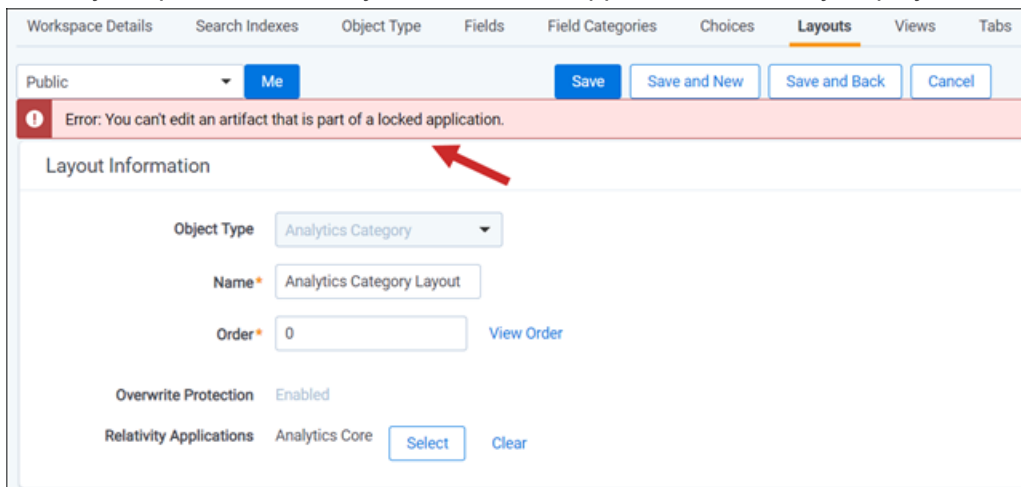 Workspace Details Search Indexes Object Type Fields Field Categories Choices Layouts Views Tabs
Public Me Save Save and New Save and Back Cancel
Error: You can't edit an artifact that is part of a locked application.
Layout Information
Object Type Analytics Category
Name* Analytics Category Layout
Order* 0 View Order
Overwrite Protection Enabled
Relativity Applications Analytics Core Select Clear